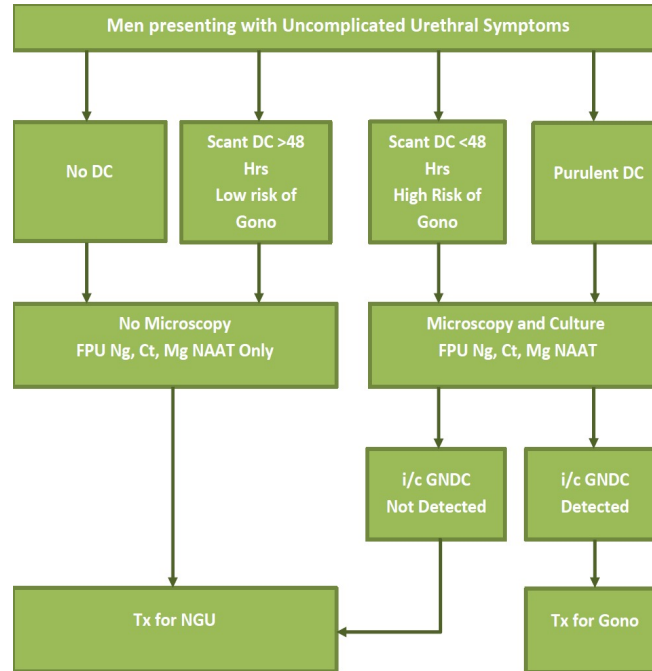 Men presenting with Uncomplicated Urethral Symptoms
No DC
Scant DC >48
Hrs
Low risk of
Gono
Scant DC <48
Hrs
High Risk of
Gono
Purulent DC
No Microscopy
FPU Ng, Ct, Mg NAAT Only
Microscopy and Culture
FPU Ng, Ct, Mg NAAT
i/c GNDC
Not Detected
i/c GNDC
Detected
Tx for NGU
Tx for Gono